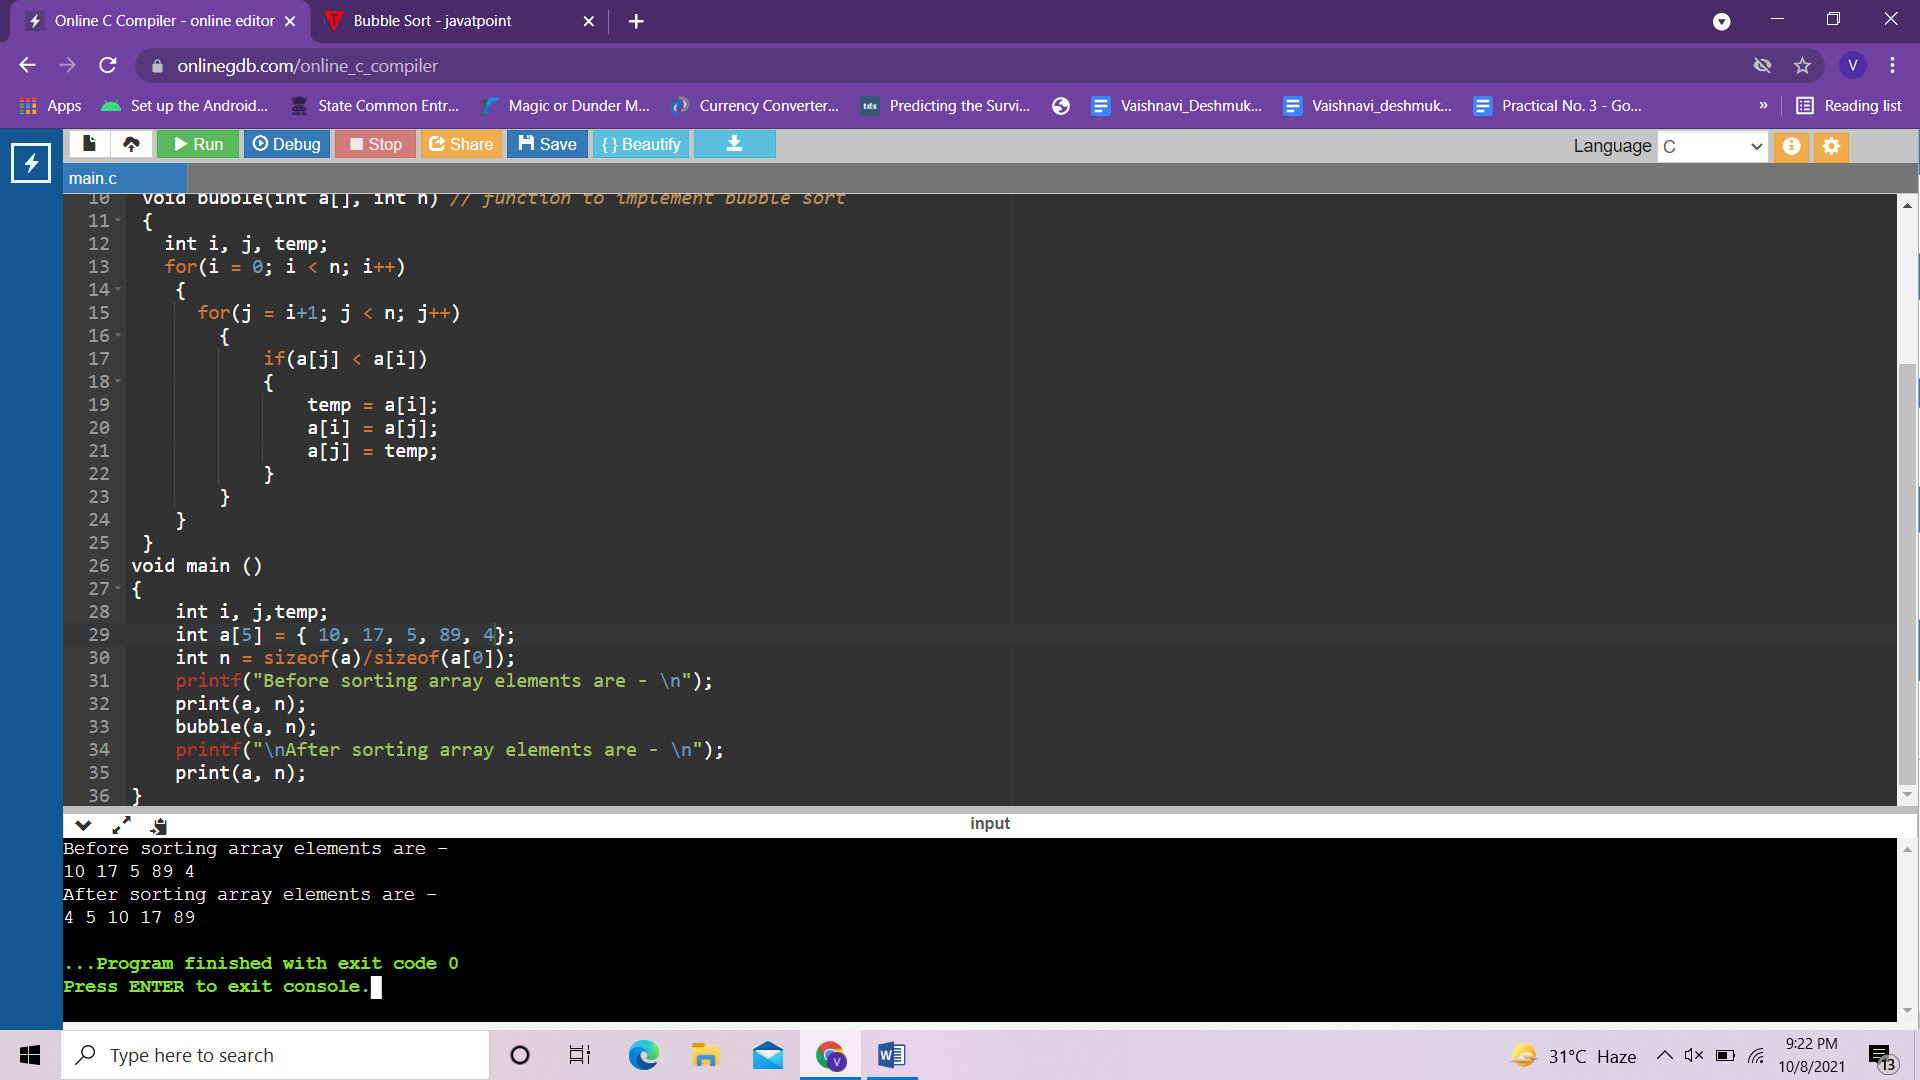 Online C Compiler - online editor
Bubble Sort - javatpoint
onlinegdb.com/online_c_compiler
V
Apps
Set up the Android...
State Common Entr...
Magic or Dunder M...
Currency Converter...
tds
Predicting the Survi...
Vaishnavi_Deshmuk...
Vaishnavi_deshmuk...
Practical No. 3 - Go...
»
Reading list
Run
Debug
Stop
Share
Save
{ } Beautify
Language
C
main.c
10 void bubble(int a[], int n) // function to implement bubble sort
11 {
12 int i, j, temp;
13 for(i = 0; i < n; i++)
14 {
15 for(j = i+1; j < n; j++)
16 {
17 if(a[j] < a[i])
18 {
19 temp = a[i];
20 a[i] = a[j];
21 a[j] = temp;
22 }
23 }
24 }
25 }
26 void main ()
27 {
28 int i, j,temp;
29 int a[5] = { 10, 17, 5, 89, 4};
30 int n = sizeof(a)/sizeof(a[0]);
31 printf("Before sorting array elements are - \n");
32 print(a, n);
33 bubble(a, n);
34 printf("\nAfter sorting array elements are - \n");
35 print(a, n);
36 }
input
Before sorting array elements are -
10 17 5 89 4
After sorting array elements are -
4 5 10 17 89
...Program finished with exit code 0
Press ENTER to exit console.
Type here to search
V
W
31°C Haze
9:22 PM
10/8/2021
13